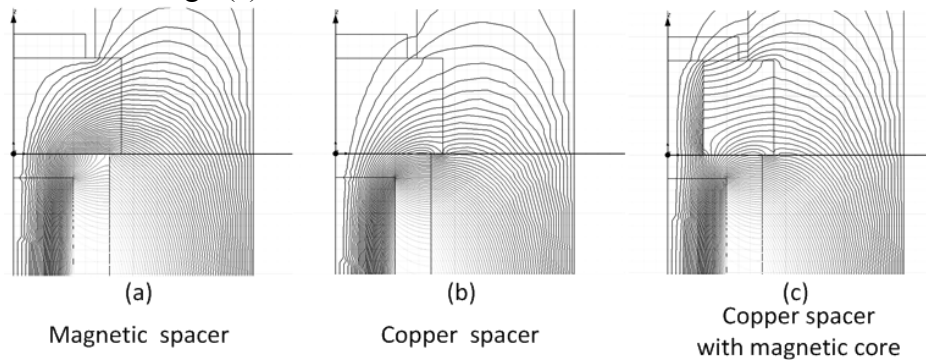 (a)
(b)
(c)
Magnetic spacer
Copper spacer
Copper spacer
with magnetic core